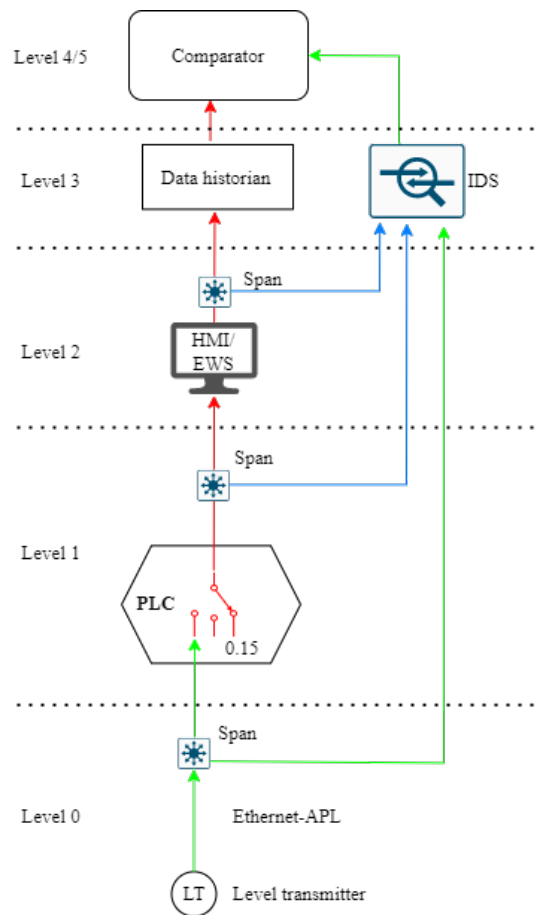 Level 4/5
Comparator
Level 3
Data historian
IDS
Span
Level 2
HMI/
EWS
Span
Level 1
PLC
0.15
Span
Level 0
Ethernet-APL
LT
Level transmitter